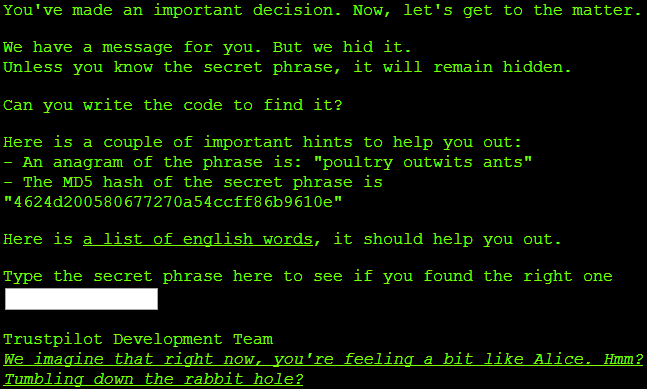 You've made an important decision. Now, let's get to the matter.
We have a message for you. But we hid it.
Unless you know the secret phrase, it will remain hidden.
Can you write the code to find it?
Here is a couple of important hints to help you out:
- An anagram of the phrase is: "poultry outwits ants"
- The MD5 hash of the secret phrase is
"4624d200580677270a54ccff86b9610e"
Here is a list of english words, it should help you out.
Type the secret phrase here to see if you found the right one
Trustpilot Development Team
We imagine that right now, you're feeling a bit like Alice. Hmm?
Tumbling down the rabbit hole?